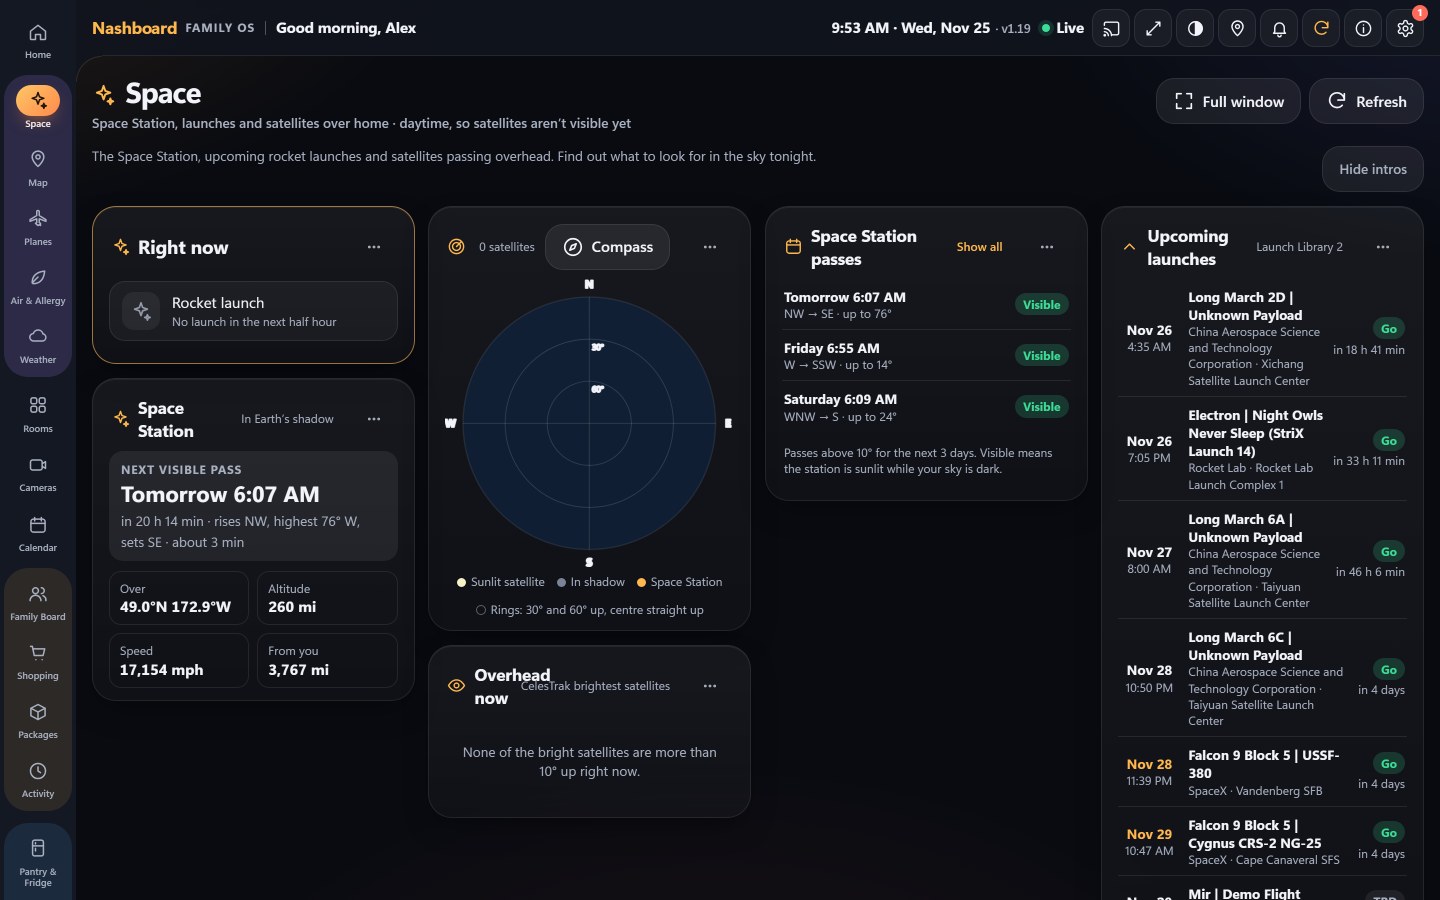 Nashboard FAMILY OS Good morning, Alex
9:53 AM · Wed, Nov 25 · v1.19 Live
1
Home
Space
Map
Planes
Air & Allergy
Weather
Rooms
Cameras
Calendar
Family Board
Shopping
Packages
Activity
Pantry &
Fridge
Space
Space Station, launches and satellites over home · daytime, so satellites aren't visible yet
The Space Station, upcoming rocket launches and satellites passing overhead. Find out what to look for in the sky tonight.
Full window
Refresh
Hide intros
Right now
Rocket launch
No launch in the next half hour
Space
Station
In Earth's shadow
NEXT VISIBLE PASS
Tomorrow 6:07 AM
in 20 h 14 min · rises NW, highest 76° W,
sets SE · about 3 min
Over
49.0°N 172.9°W
Altitude
260 mi
Speed
17,154 mph
From you
3,767 mi
0 satellites
Compass
N
30°
60°
W
E
S
Sunlit satellite
In shadow
Space Station
Rings: 30° and 60° up, centre straight up
Overhead
now
CelesTrak brightest satellites
None of the bright satellites are more than
10° up right now.
Space Station
passes
Show all
Tomorrow 6:07 AM
NW → SE · up to 76°
Visible
Friday 6:55 AM
W → SSW · up to 14°
Visible
Saturday 6:09 AM
WNW → S · up to 24°
Visible
Passes above 10° for the next 3 days. Visible means
the station is sunlit while your sky is dark.
Upcoming
launches
Launch Library 2
Nov 26
4:35 AM
Long March 2D |
Unknown Payload
China Aerospace Science
and Technology
Corporation · Xichang
Satellite Launch Center
Go
in 18 h 41 min
Nov 26
7:05 PM
Electron | Night Owls
Never Sleep (StriX
Launch 14)
Rocket Lab · Rocket Lab
Launch Complex 1
Go
in 33 h 11 min
Nov 27
8:00 AM
Long March 6A |
Unknown Payload
China Aerospace Science
and Technology
Corporation · Taiyuan
Satellite Launch Center
Go
in 46 h 6 min
Nov 28
10:50 PM
Long March 6C |
Unknown Payload
China Aerospace Science and
Technology Corporation ·
Taiyuan Satellite Launch
Center
Go
in 4 days
Nov 28
11:39 PM
Falcon 9 Block 5 | USSF-
380
SpaceX · Vandenberg SFB
Go
in 4 days
Nov 29
10:47 AM
Falcon 9 Block 5 |
Cygnus CRS-2 NG-25
SpaceX · Cape Canaveral SFS
Go
in 4 days
Mir | Demo Flight